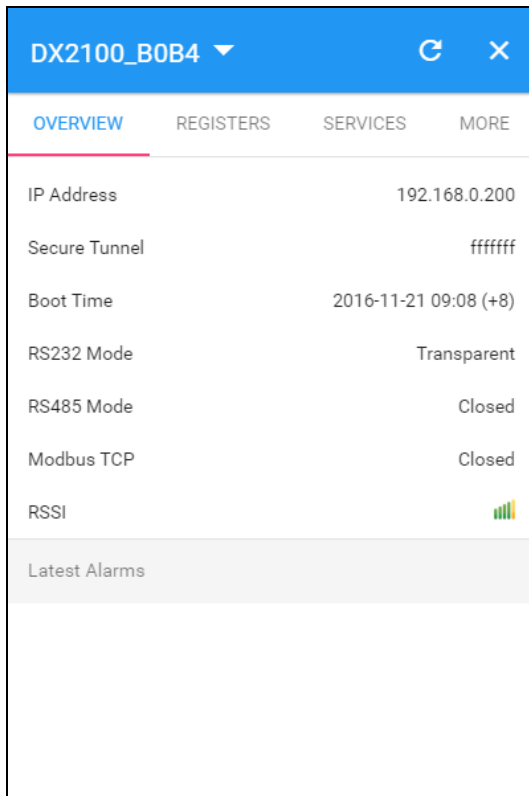 DX2100_B0B4
OVERVIEW REGISTERS SERVICES MORE
IP Address 192.168.0.200
Secure Tunnel fffffff
Boot Time 2016-11-21 09:08 (+8)
RS232 Mode Transparent
RS485 Mode Closed
Modbus TCP Closed
RSSI
Latest Alarms